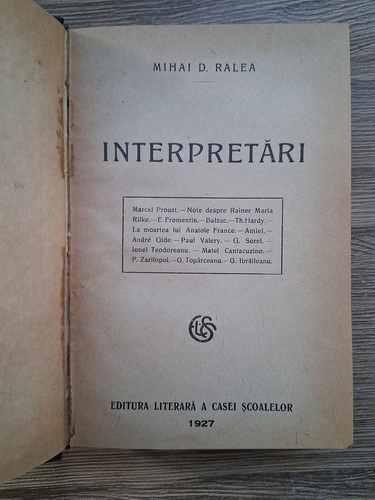 MIHAI D. RALEA
INTERPRETĂRI
Marcel Proust. — Note despre Rainer Maria
Rilke. — E. Fromentin. — Balzac. — Th. Hardy. —
La moartea lui Anatole France. — Amiel. —
André Gide. — Paul Valery. — G. Sorel. —
Ionel Teodoreanu. — Matei Cantacuzino. —
P. Zarifopol. — G. Topârceanu. — G. Ibrăileanu.
EDITURA LITERARĂ A CASEI ȘCOALELOR
1927